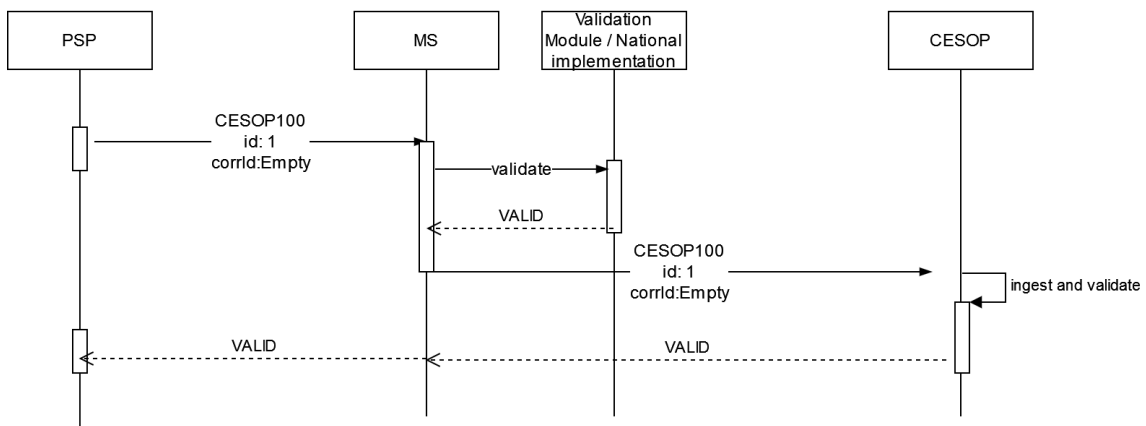 PSP
MS
Validation
Module / National
implementation
CESOP
CESOP100
id: 1
corrId:Empty
validate
VALID
CESOP100
id: 1
corrId:Empty
ingest and validate
VALID
VALID